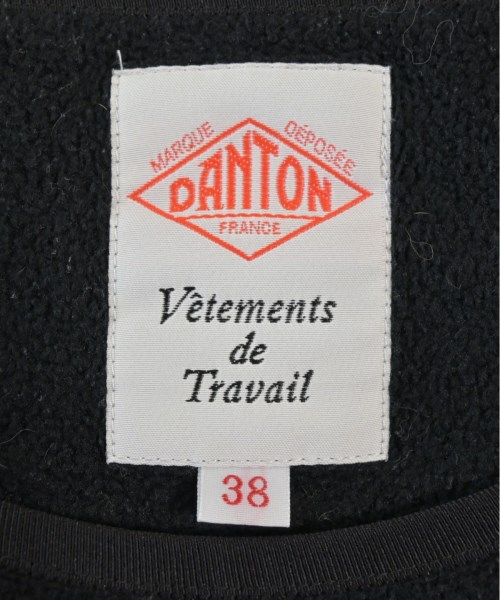 MARQUE DÉPOSÉE
DANTON
FRANCE
Vêtements
de
Travail
38